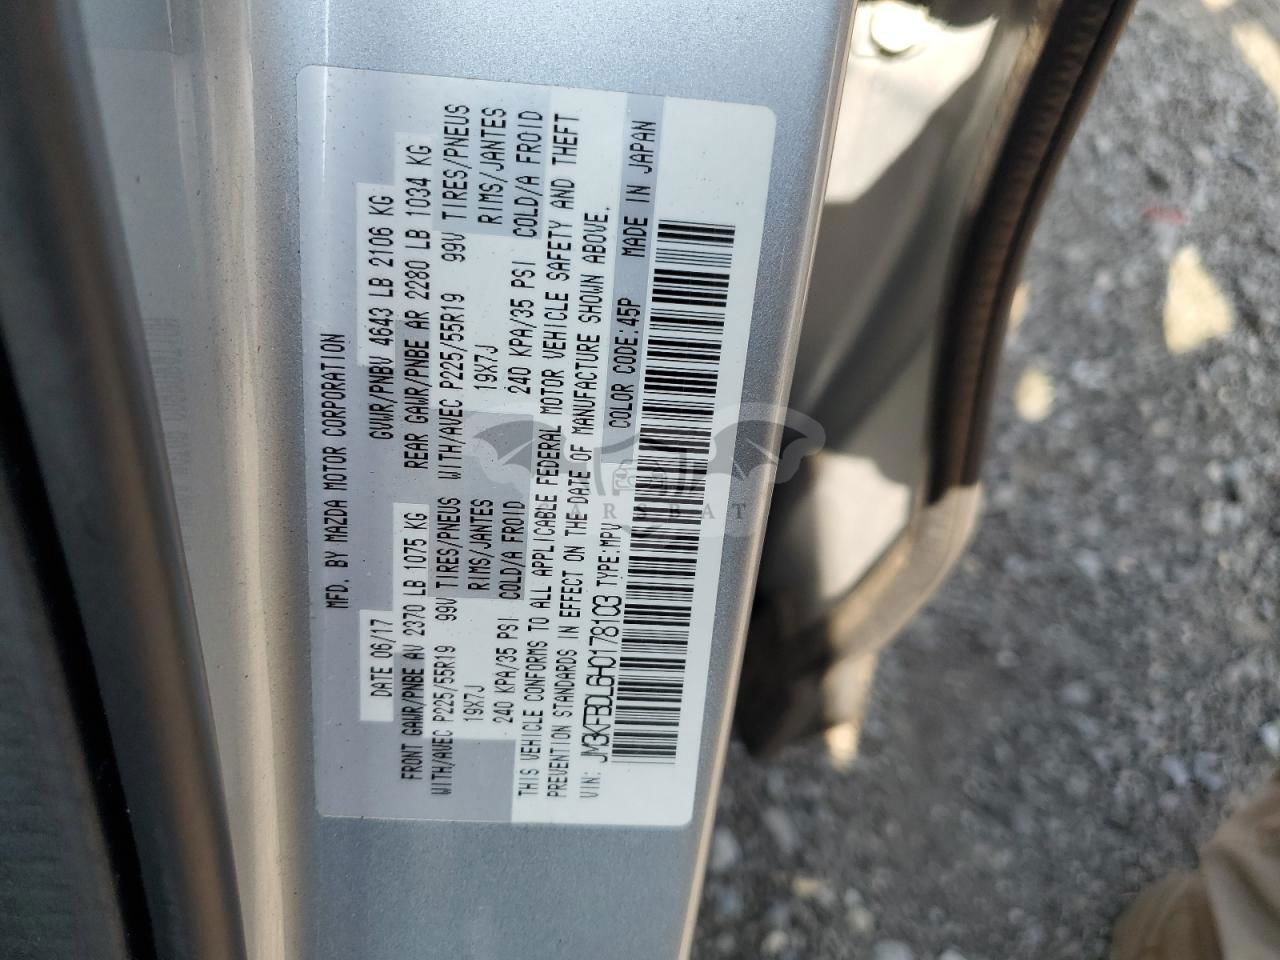 MFD. BY MAZDA MOTOR CORPORATION
DATE 06/17 GVWR/PNBV 4643 LB 2106 KG
FRONT GAWR/PNBE AV 2370 LB 1075 KG REAR GAWR/PNBE AR 2280 LB 1034 KG
WITH/AVEC P225/55R19 99V TIRES/PNEUS WITH/AVEC P225/55R19 99V TIRES/PNEUS
19X7J RIMS/JANTES 19X7J RIMS/JANTES
240 KPA/35 PSI COLD/A FROID 240 KPA/35 PSI COLD/A FROID
THIS VEHICLE CONFORMS TO ALL APPLICABLE FEDERAL MOTOR VEHICLE SAFETY AND THEFT
PREVENTION STANDARDS IN EFFECT ON THE DATE OF MANUFACTURE SHOWN ABOVE.
VIN: JM3KFBDL6H0178103 TYPE:MPV COLOR CODE:45P MADE IN JAPAN
CARSBAT